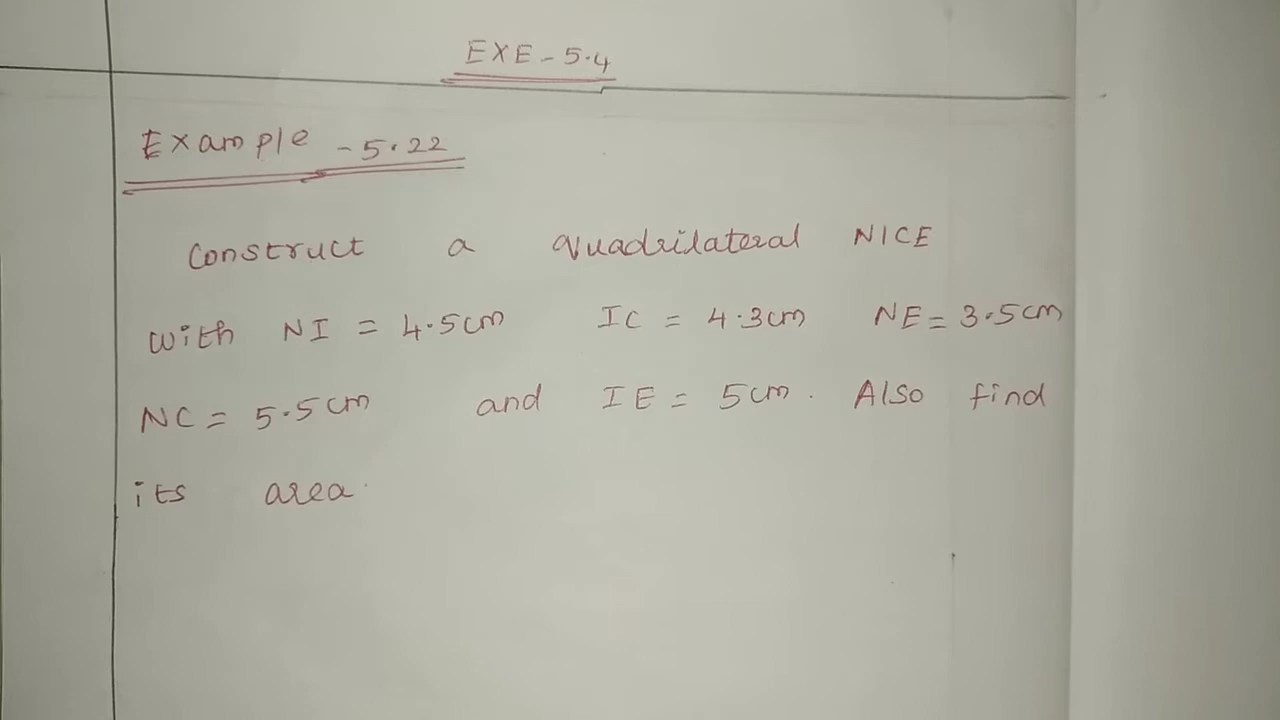 EXE - 5.4
Example - 5.22
Construct a quadrilateral NICE
with NI = 4.5cm IC = 4.3cm NE = 3.5cm
NC = 5.5cm and IE = 5cm. Also find
its area.